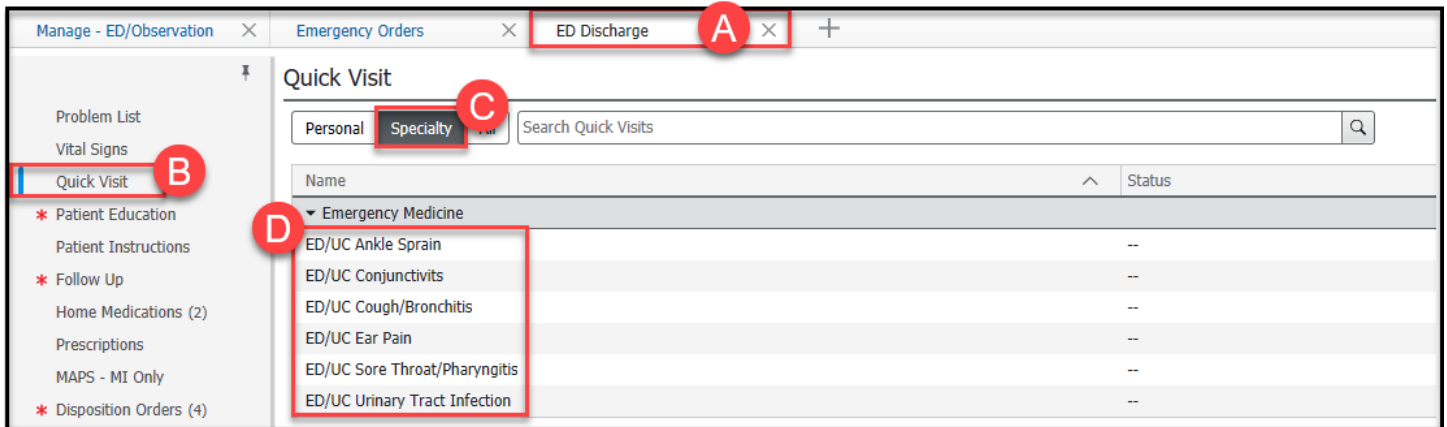 Manage - ED/Observation Emergency Orders ED Discharge A
Quick Visit
Problem List
Vital Signs
Quick Visit B
* Patient Education
Patient Instructions
* Follow Up
Home Medications (2)
Prescriptions
MAPS - MI Only
* Disposition Orders (4)
C
Personal Specialty All Search Quick Visits
Name Status
Emergency Medicine
D
ED/UC Ankle Sprain --
ED/UC Conjunctivits --
ED/UC Cough/Bronchitis --
ED/UC Ear Pain --
ED/UC Sore Throat/Pharyngitis --
ED/UC Urinary Tract Infection --